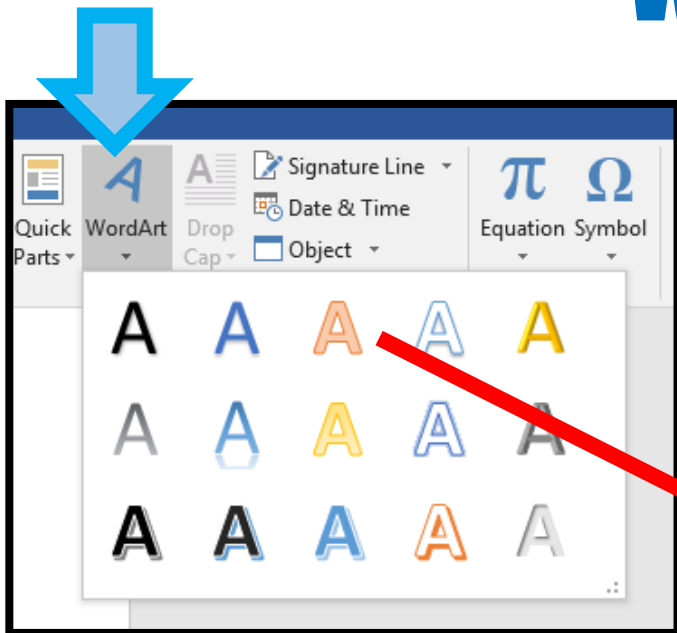 Quick Parts
WordArt
Drop Cap
Signature Line
Date & Time
Object
π
Equation
Ω
Symbol
A A A A A
A A A A A
A A A A A